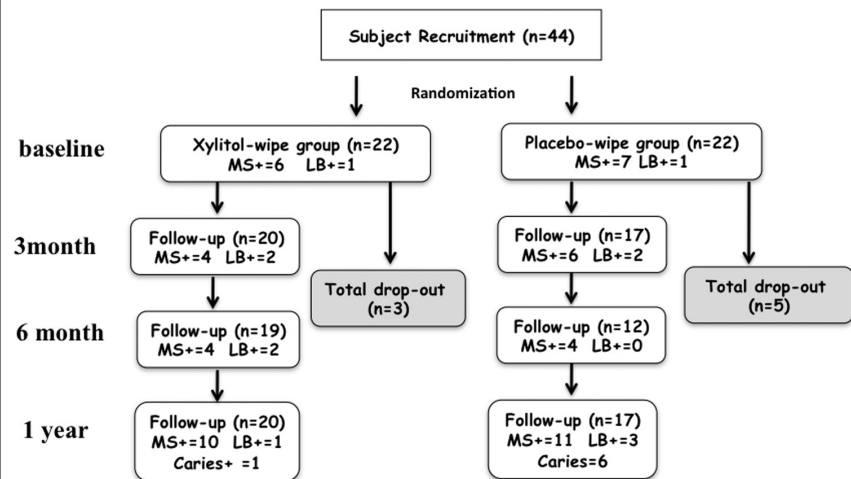 Subject Recruitment (n=44)
Randomization
baseline
Xylitol-wipe group (n=22)
MS+=6 LB+=1
Placebo-wipe group (n=22)
MS+=7 LB+=1
3month
Follow-up (n=20)
MS+=4 LB+=2
Total drop-out
(n=3)
Follow-up (n=17)
MS+=6 LB+=2
Total drop-out
(n=5)
6 month
Follow-up (n=19)
MS+=4 LB+=2
Follow-up (n=12)
MS+=4 LB+=0
1 year
Follow-up (n=20)
MS+=10 LB+=1
Caries+ =1
Follow-up (n=17)
MS+=11 LB+=3
Caries=6